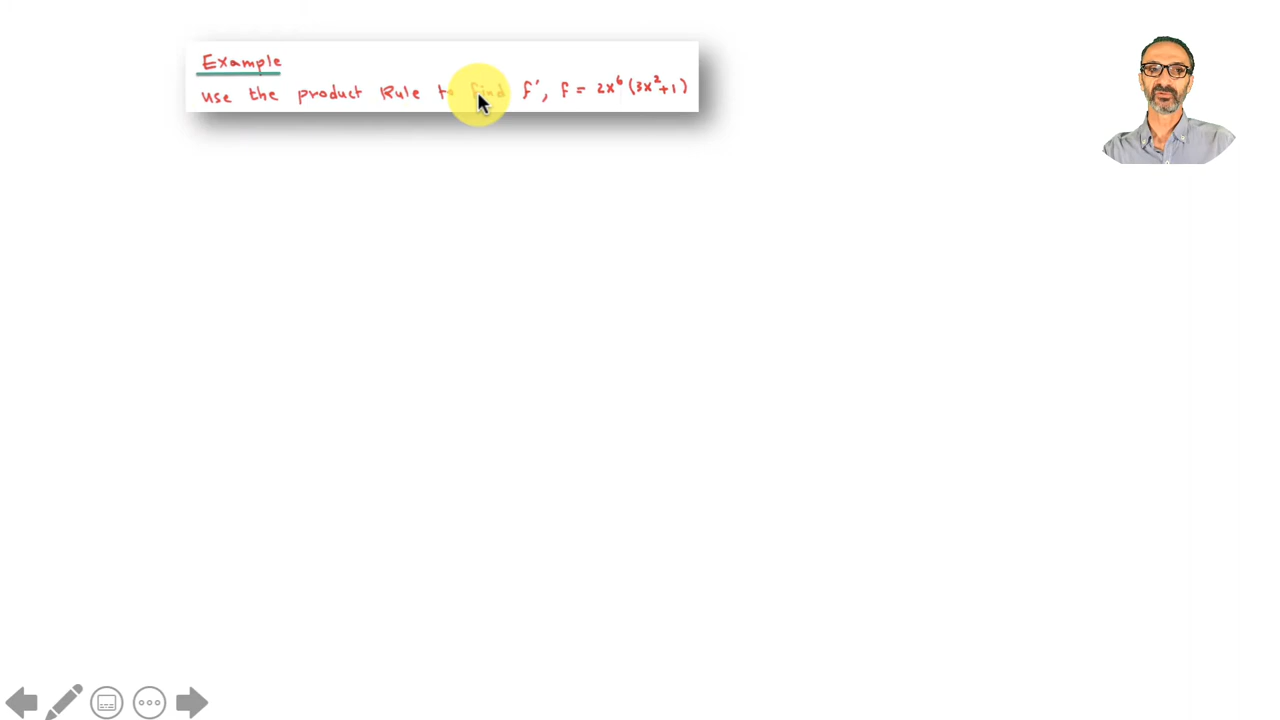 Example
Use the product Rule to find f', f = 2x⁶(3x²+1)